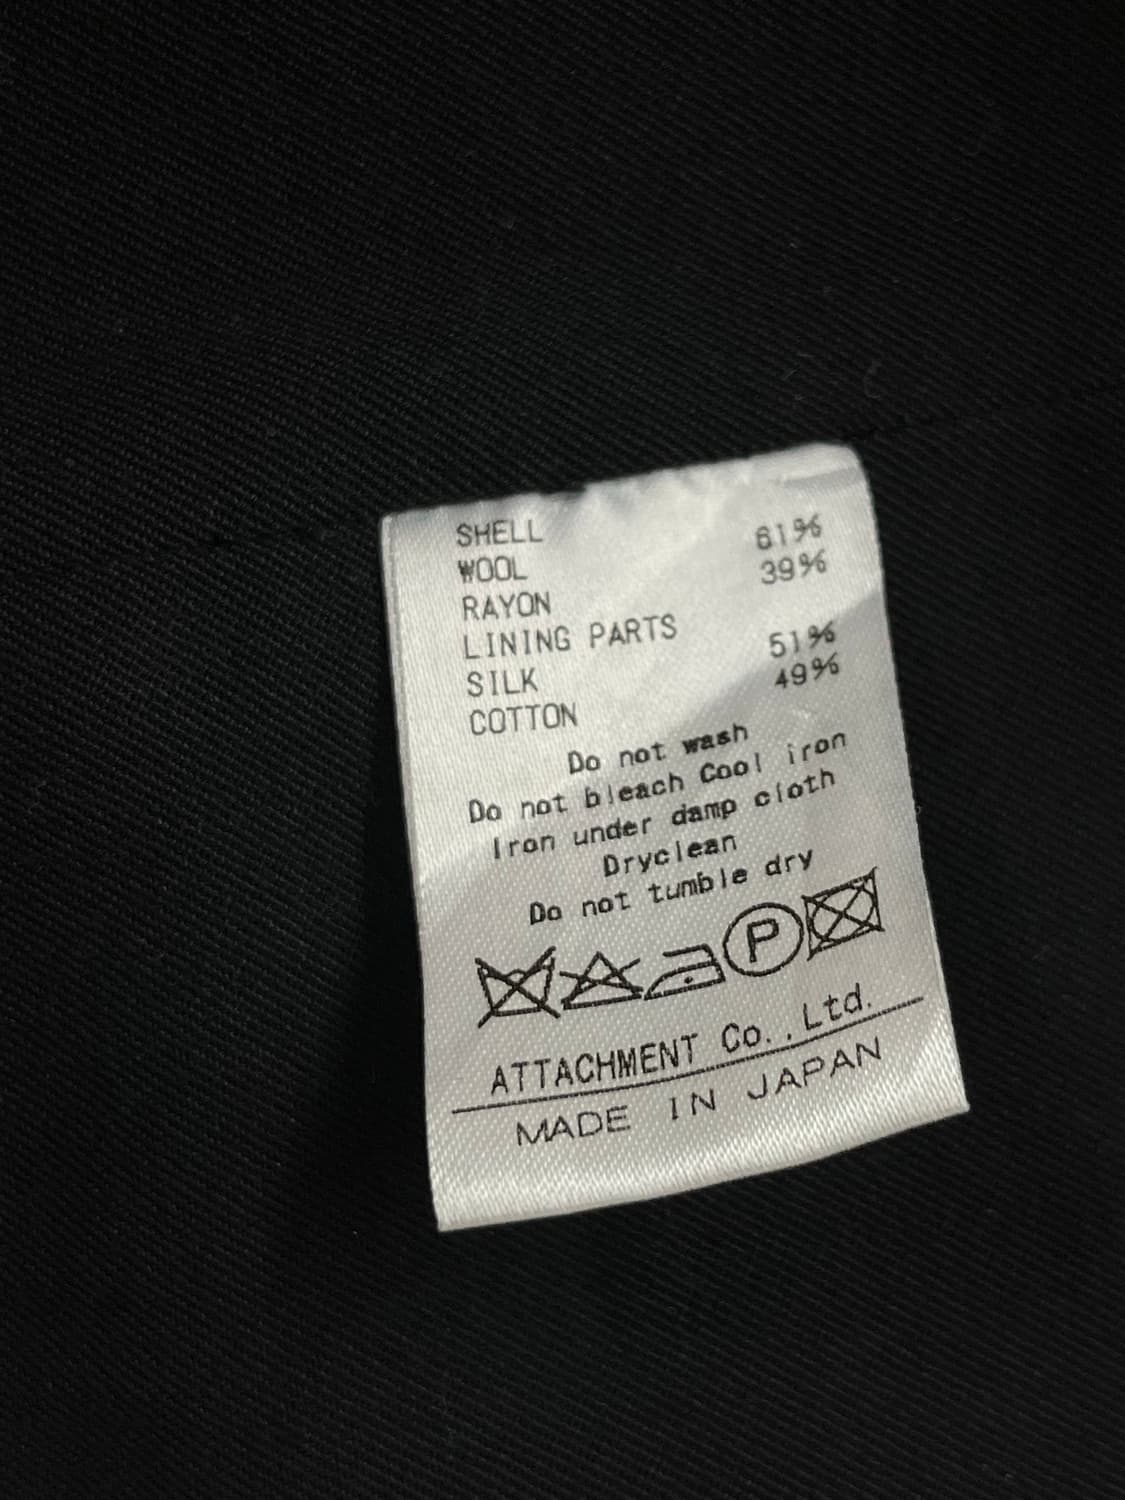 SHELL
WOOL 61%
RAYON 39%
LINING PARTS
SILK 51%
COTTON 49%
Do not wash
Do not bleach Cool iron
Iron under damp cloth
Dryclean
Do not tumble dry
P
ATTACHMENT Co.,Ltd.
MADE IN JAPAN